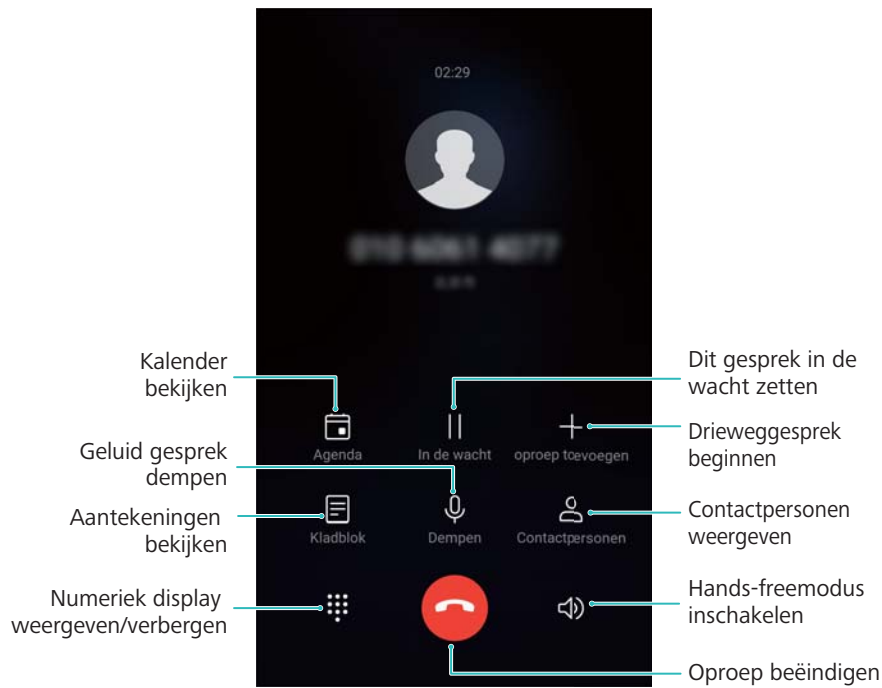 02:29
Kalender
bekijken
Dit gesprek in de
wacht zetten
Agenda
In de wacht
oproep toevoegen
Drieweggesprek
beginnen
Geluid gesprek
dempen
Aantekeningen
bekijken
Kladblok
Dempen
Contactpersonen
Contactpersonen
weergeven
Numeriek display
weergeven/verbergen
Hands-freemodus
inschakelen
Oproep beëindigen